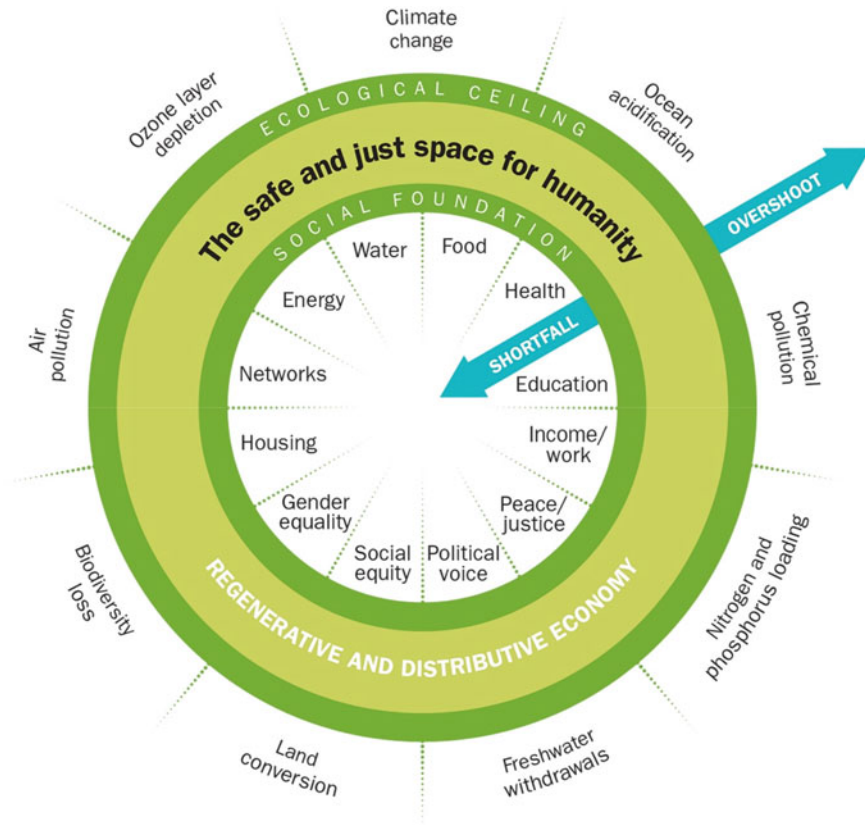 Climate
change
Ocean
acidification
Chemical
pollution
Nitrogen and
phosphorus loading
Freshwater
withdrawals
Land
conversion
Biodiversity
loss
Air
pollution
Ozone layer
depletion
ECOLOGICAL CEILING
OVERSHOOT
The safe and just space for humanity
SOCIAL FOUNDATION
Water
Food
Health
SHORTFALL
Education
Income/
work
Peace/
justice
Political
voice
Social
equity
Gender
equality
Housing
Networks
Energy
REGENERATIVE AND DISTRIBUTIVE ECONOMY